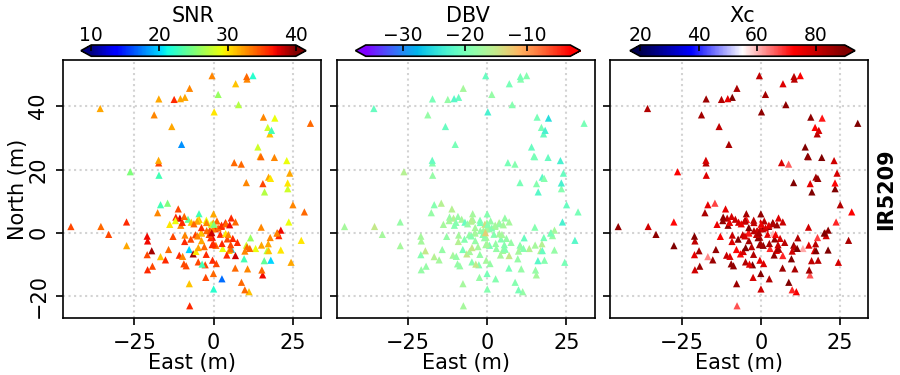 SNR DBV Xc
10 20 30 40 −30 −20 −10 20 40 60 80
40
20
0
−20
North (m)
IR5209
−25 0 25 −25 0 25 −25 0 25
East (m) East (m) East (m)